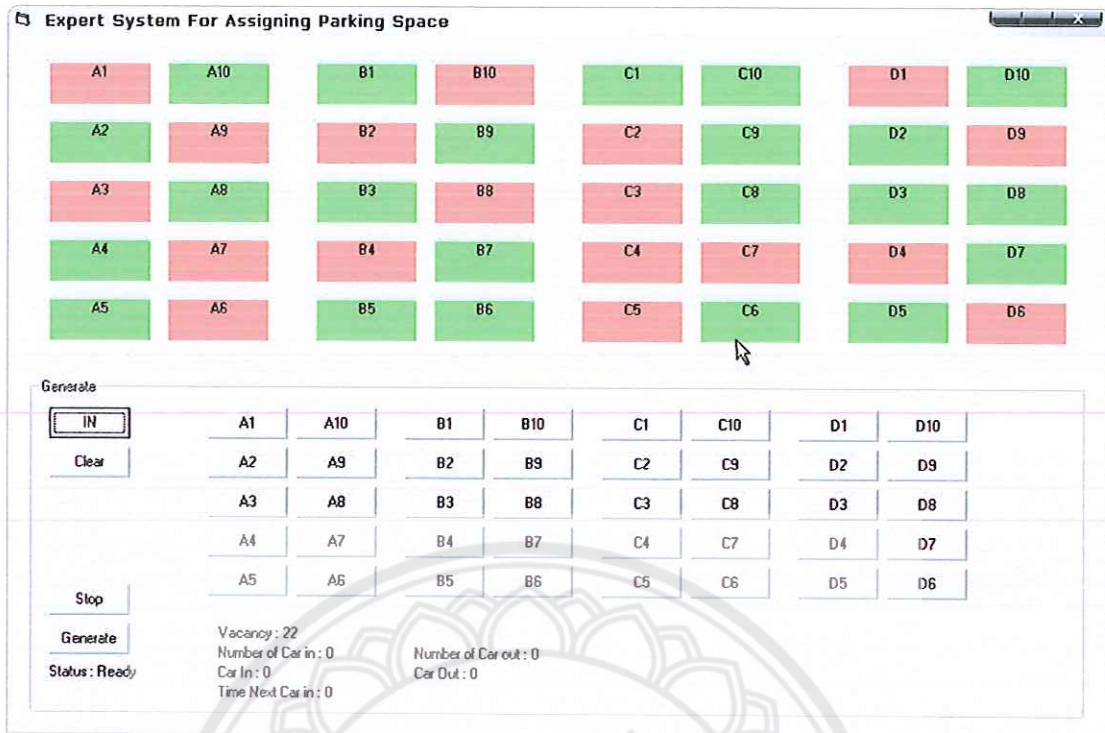 Expert System For Assigning Parking Space
A1 A10 B1 B10 C1 C10 D1 D10
A2 A9 B2 B9 C2 C9 D2 D9
A3 A8 B3 B8 C3 C8 D3 D8
A4 A7 B4 B7 C4 C7 D4 D7
A5 A6 B5 B6 C5 C6 D5 D6
Generate
IN A1 A10 B1 B10 C1 C10 D1 D10
Clear A2 A9 B2 B9 C2 C9 D2 D9
A3 A8 B3 B8 C3 C8 D3 D8
A4 A7 B4 B7 C4 C7 D4 D7
A5 A6 B5 B6 C5 C6 D5 D6
Stop
Generate
Status : Ready
Vacancy : 22
Number of Car in : 0 Number of Car out : 0
Car In : 0 Car Out : 0
Time Next Car in : 0